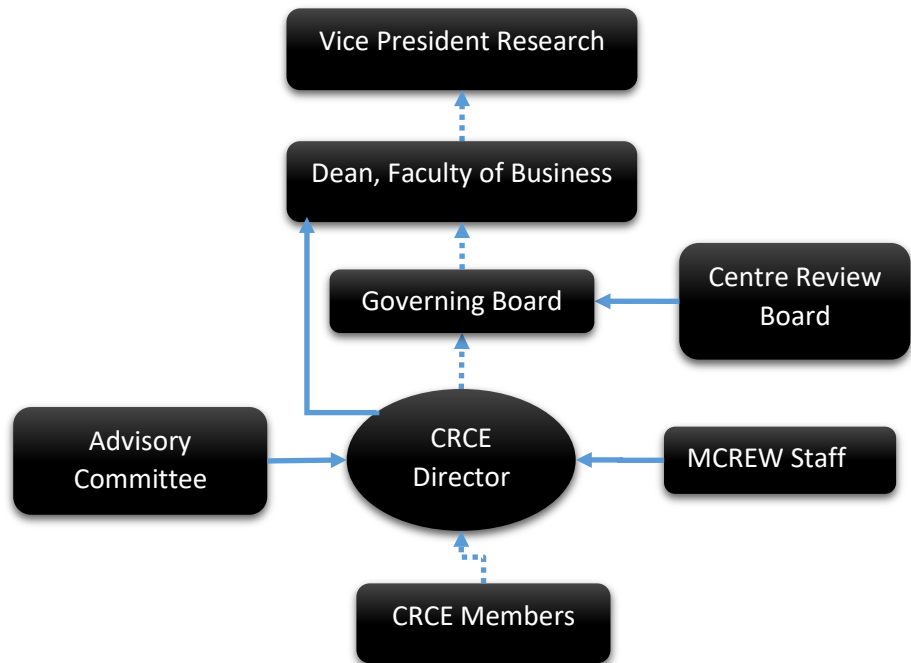 Vice President Research
Dean, Faculty of Business
Governing Board
Centre Review
Board
Advisory
Committee
CRCE
Director
MCREW Staff
CRCE Members